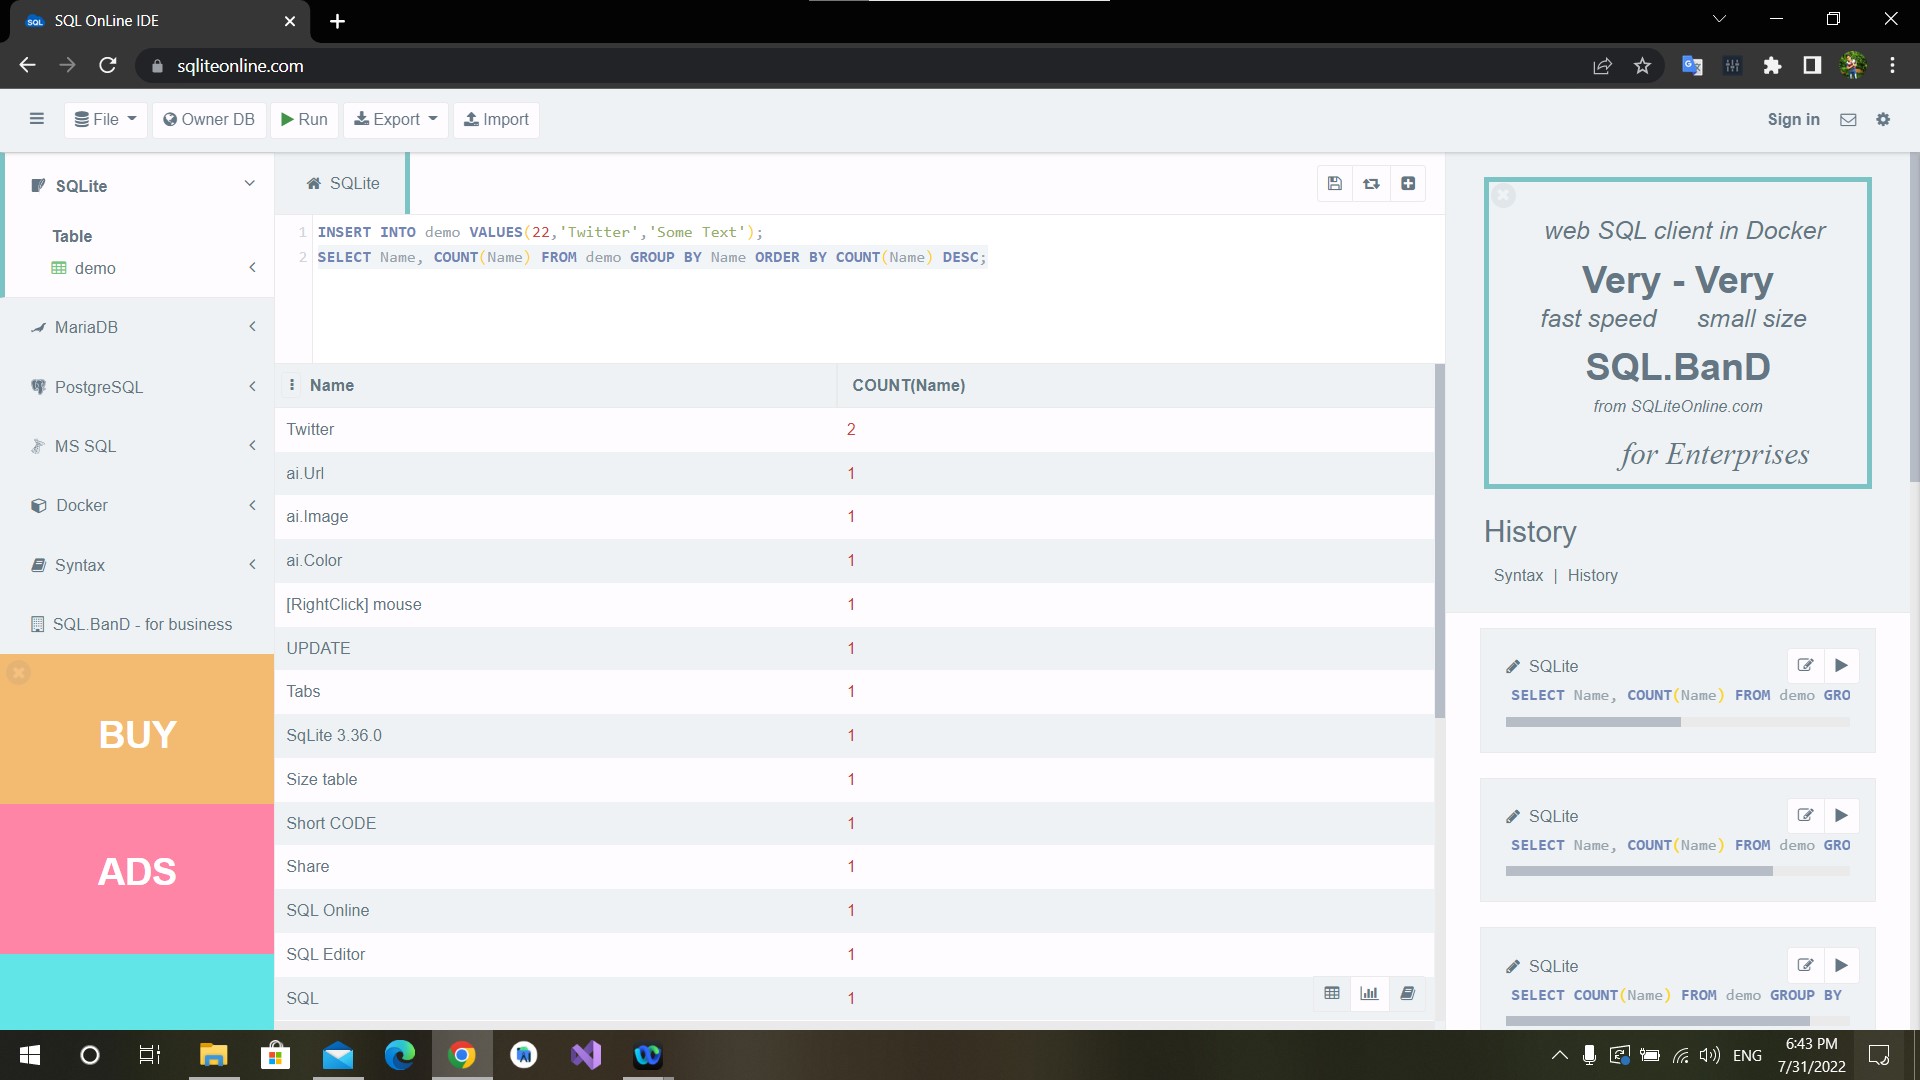 SQL OnLine IDE
sqliteonline.com
File
Owner DB
Run
Export
Import
Sign in
SQLite
Table
demo
MariaDB
PostgreSQL
MS SQL
Docker
Syntax
SQL.BanD - for business
BUY
ADS
SQLite
1 INSERT INTO demo VALUES(22,'Twitter','Some Text');
2 SELECT Name, COUNT(Name) FROM demo GROUP BY Name ORDER BY COUNT(Name) DESC;
Name COUNT(Name)
Twitter 2
ai.Url 1
ai.Image 1
ai.Color 1
[RightClick] mouse 1
UPDATE 1
Tabs 1
SqLite 3.36.0 1
Size table 1
Short CODE 1
Share 1
SQL Online 1
SQL Editor 1
SQL 1
web SQL client in Docker
Very - Very
fast speed small size
SQL.BanD
from SQLiteOnline.com
for Enterprises
History
Syntax | History
SQLite
SELECT Name, COUNT(Name) FROM demo GRO
SQLite
SELECT Name, COUNT(Name) FROM demo GRO
SQLite
SELECT COUNT(Name) FROM demo GROUP BY
ENG
6:43 PM
7/31/2022